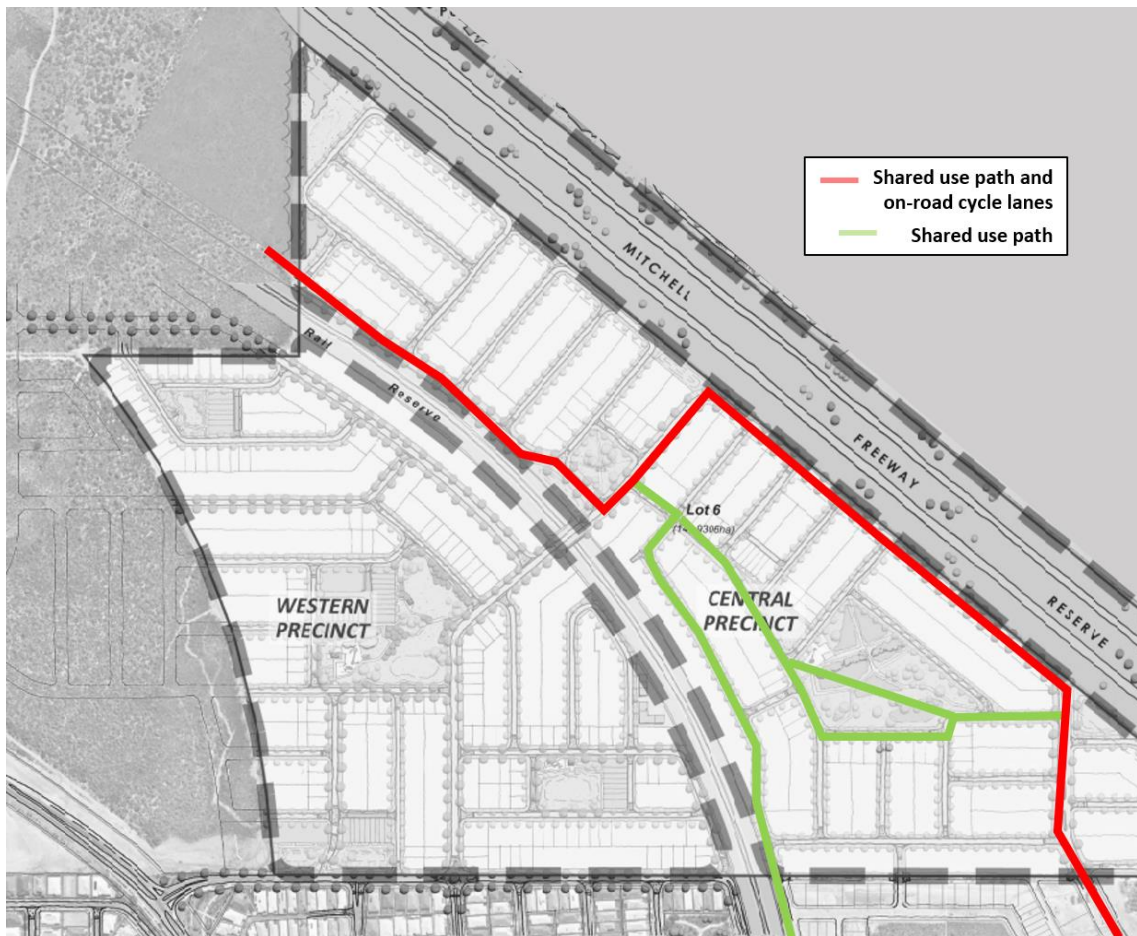 Shared use path and
on-road cycle lanes
Shared use path
MITCHELL
FREEWAY
RESERVE
Rail
Reserve
Lot 6
WESTERN
PRECINCT
CENTRAL
PRECINCT